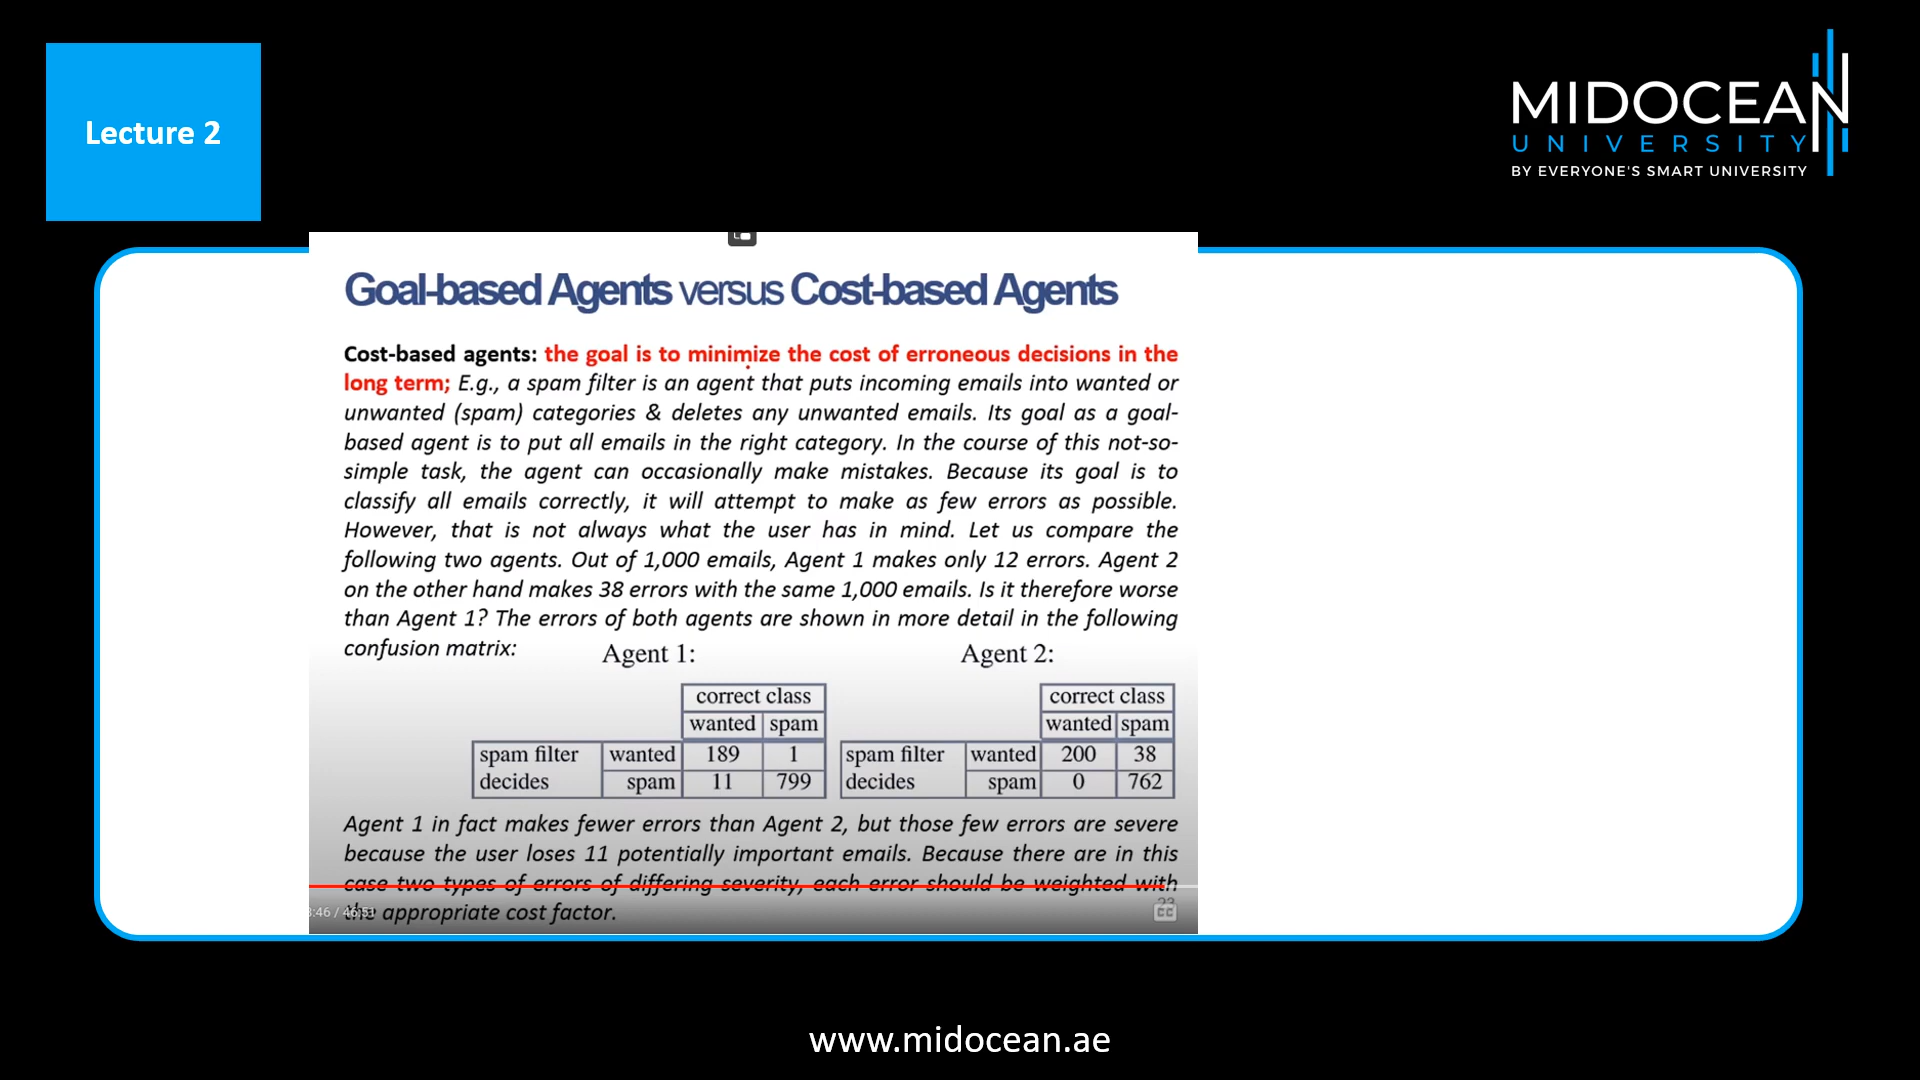 Lecture 2
MIDOCEAN
UNIVERSITY
BY EVERYONE'S SMART UNIVERSITY
Goal-based Agents versus Cost-based Agents
Cost-based agents: the goal is to minimize the cost of erroneous decisions in the
long term; E.g., a spam filter is an agent that puts incoming emails into wanted or
unwanted (spam) categories & deletes any unwanted emails. Its goal as a goal-
based agent is to put all emails in the right category. In the course of this not-so-
simple task, the agent can occasionally make mistakes. Because its goal is to
classify all emails correctly, it will attempt to make as few errors as possible.
However, that is not always what the user has in mind. Let us compare the
following two agents. Out of 1,000 emails, Agent 1 makes only 12 errors. Agent 2
on the other hand makes 38 errors with the same 1,000 emails. Is it therefore worse
than Agent 1? The errors of both agents are shown in more detail in the following
confusion matrix:
Agent 1: Agent 2:
correct class correct class
wanted spam wanted spam
spam filter wanted 189 1 spam filter wanted 200 38
decides spam 11 799 decides spam 0 762
Agent 1 in fact makes fewer errors than Agent 2, but those few errors are severe
because the user loses 11 potentially important emails. Because there are in this
case two types of errors of differing severity, each error should be weighted with
the appropriate cost factor.
CC
www.midocean.ae